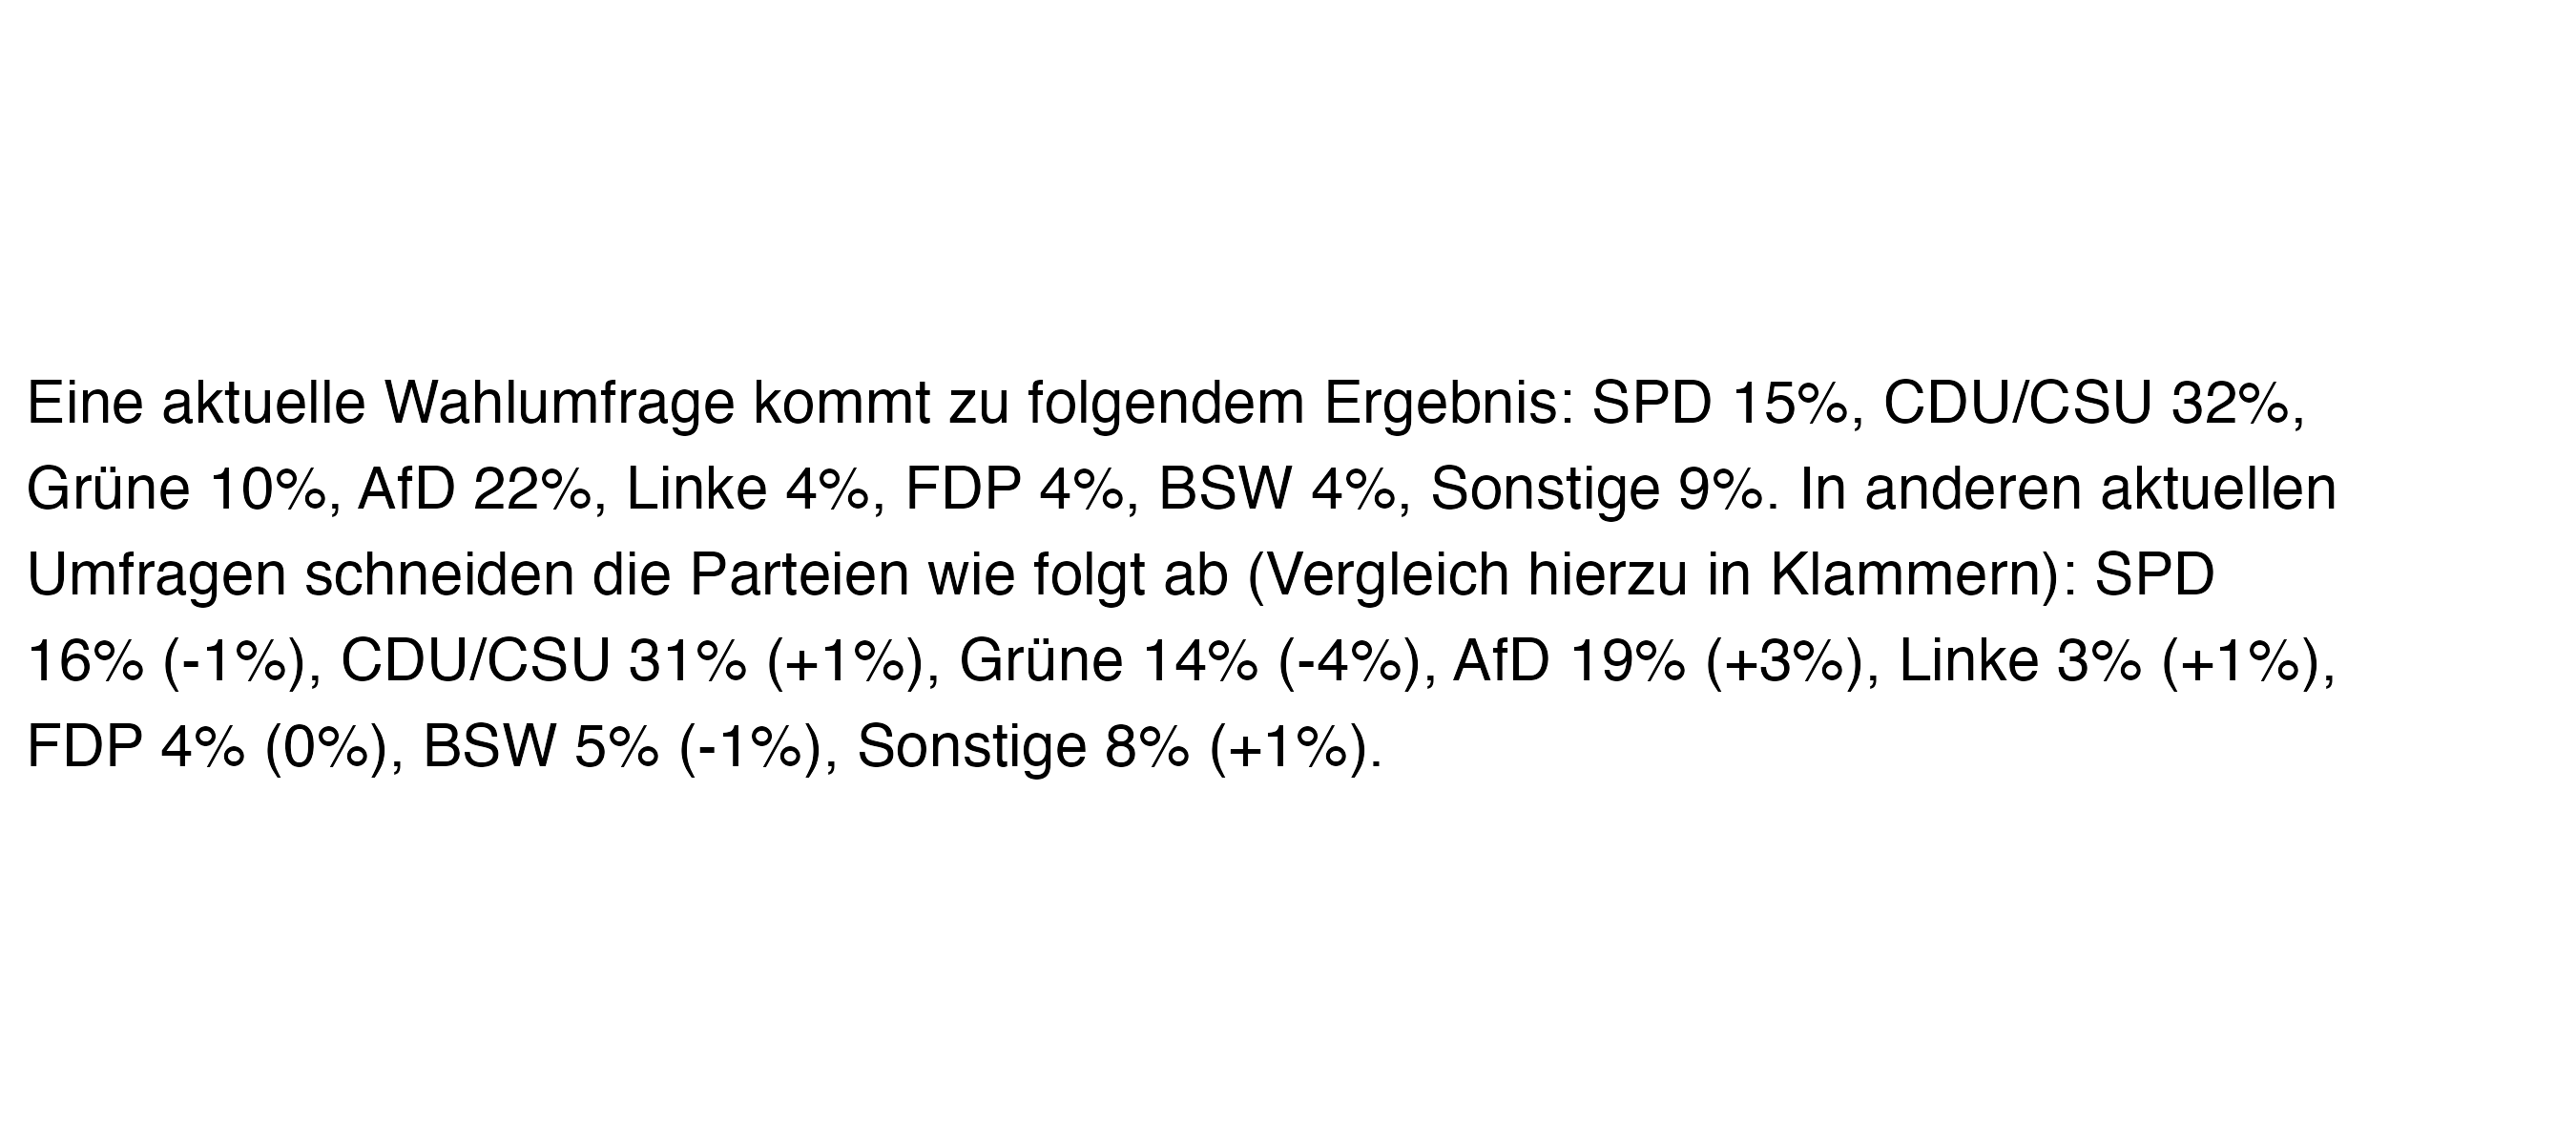 Eine aktuelle Wahlumfrage kommt zu folgendem Ergebnis: SPD 15%, CDU/CSU 32%,
Grüne 10%, AfD 22%, Linke 4%, FDP 4%, BSW 4%, Sonstige 9%. In anderen aktuellen
Umfragen schneiden die Parteien wie folgt ab (Vergleich hierzu in Klammern): SPD
16% (-1%), CDU/CSU 31% (+1%), Grüne 14% (-4%), AfD 19% (+3%), Linke 3% (+1%),
FDP 4% (0%), BSW 5% (-1%), Sonstige 8% (+1%).